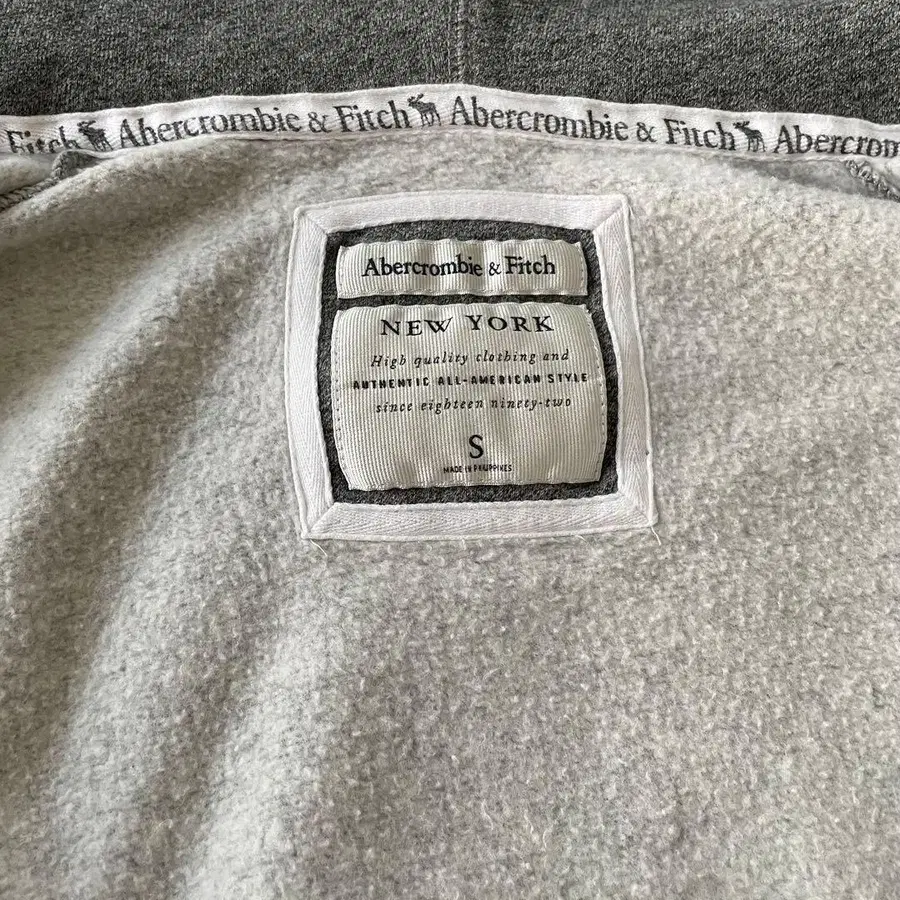 Fitch Abercrombie & Fitch Abercrombie & Fitch Abercrom
Abercrombie & Fitch
NEW YORK
High quality clothing and
AUTHENTIC ALL-AMERICAN STYLE
since eighteen ninety-two
S
MADE IN PHILIPPINES